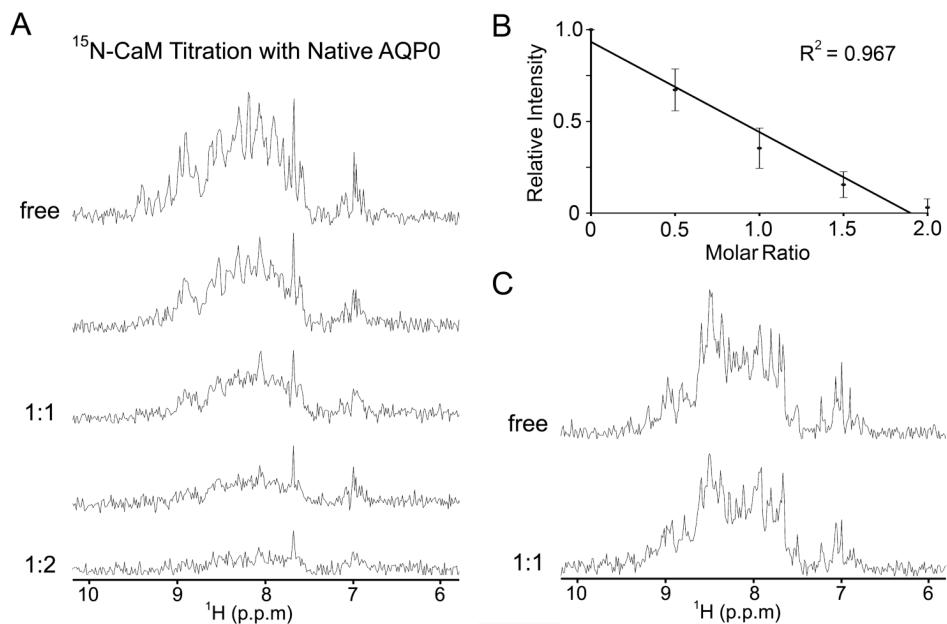 A
¹⁵N-CaM Titration with Native AQP0
free
1:1
1:2
10 9 8 7 6
¹H (p.p.m)
B
R² = 0.967
Relative Intensity
1.0
0.5
0
0 0.5 1.0 1.5 2.0
Molar Ratio
C
free
1:1
10 9 8 7 6
¹H (p.p.m)